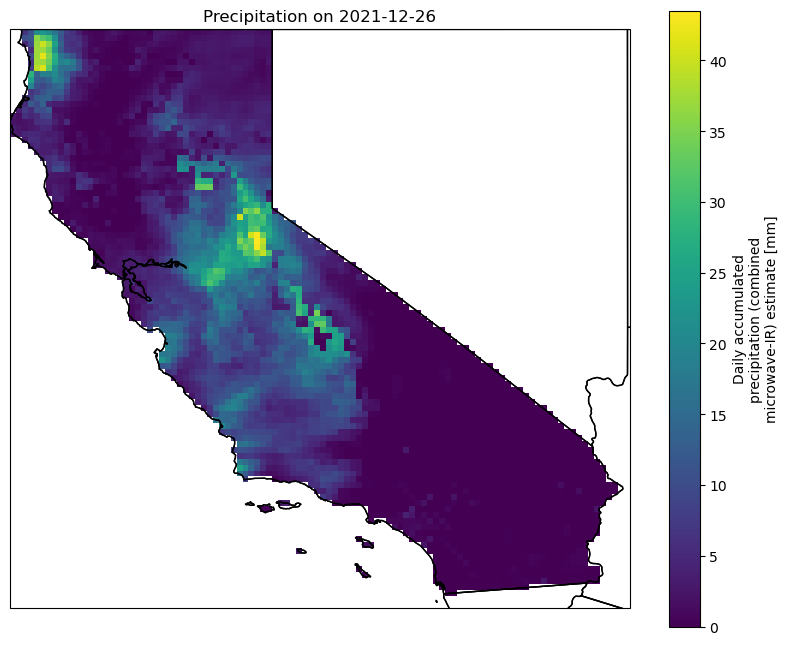 Precipitation on 2021-12-26
40
35
30
25
20
15
10
5
0
Daily accumulated
precipitation (combined
microwave-IR) estimate [mm]